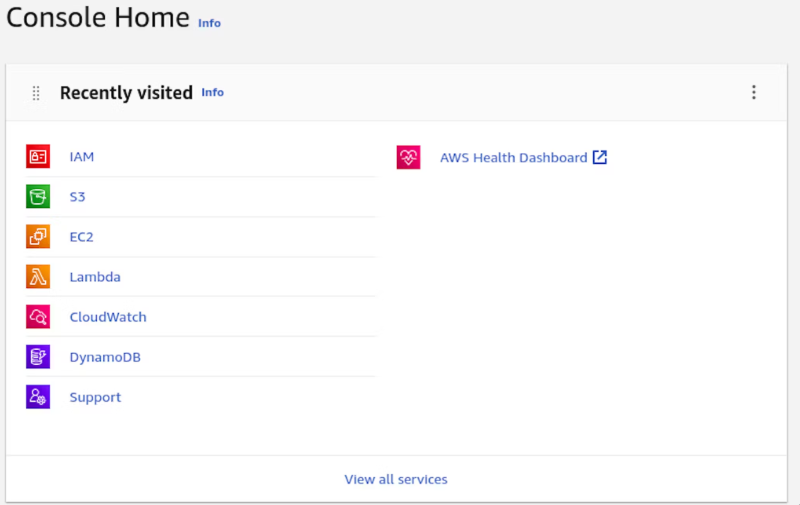 Console Home Info
Recently visited Info
IAM
S3
EC2
Lambda
CloudWatch
DynamoDB
Support
AWS Health Dashboard
View all services